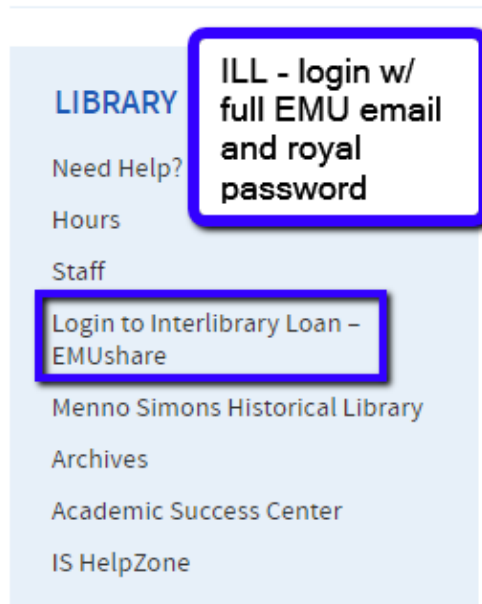 LIBRARY
ILL - login w/
full EMU email
and royal
password
Need Help?
Hours
Staff
Login to Interlibrary Loan –
EMUshare
Menno Simons Historical Library
Archives
Academic Success Center
IS HelpZone